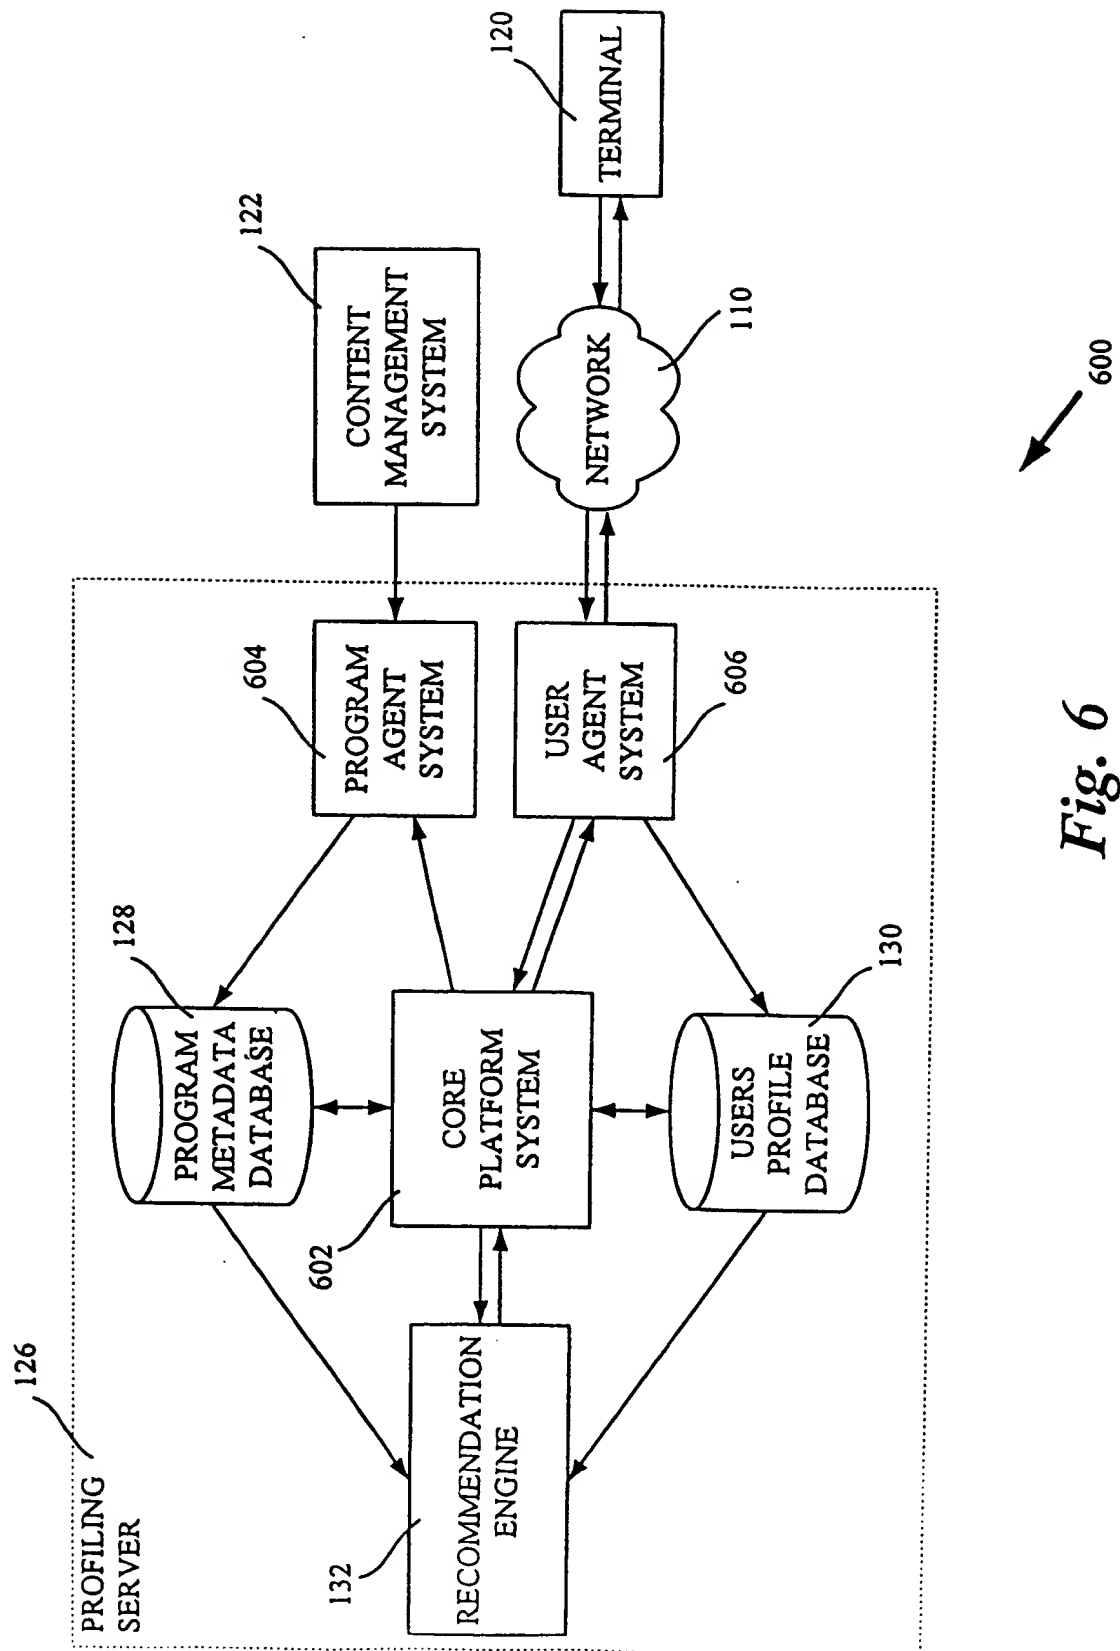 PROFILING
SERVER
126
RECOMMENDATION
ENGINE
132
PROGRAM
METADATA
DATABASE
128
CORE
PLATFORM
SYSTEM
602
USERS
PROFILE
DATABASE
130
PROGRAM
AGENT
SYSTEM
604
USER
AGENT
SYSTEM
606
CONTENT
MANAGEMENT
SYSTEM
122
NETWORK
110
TERMINAL
120
600
Fig. 6